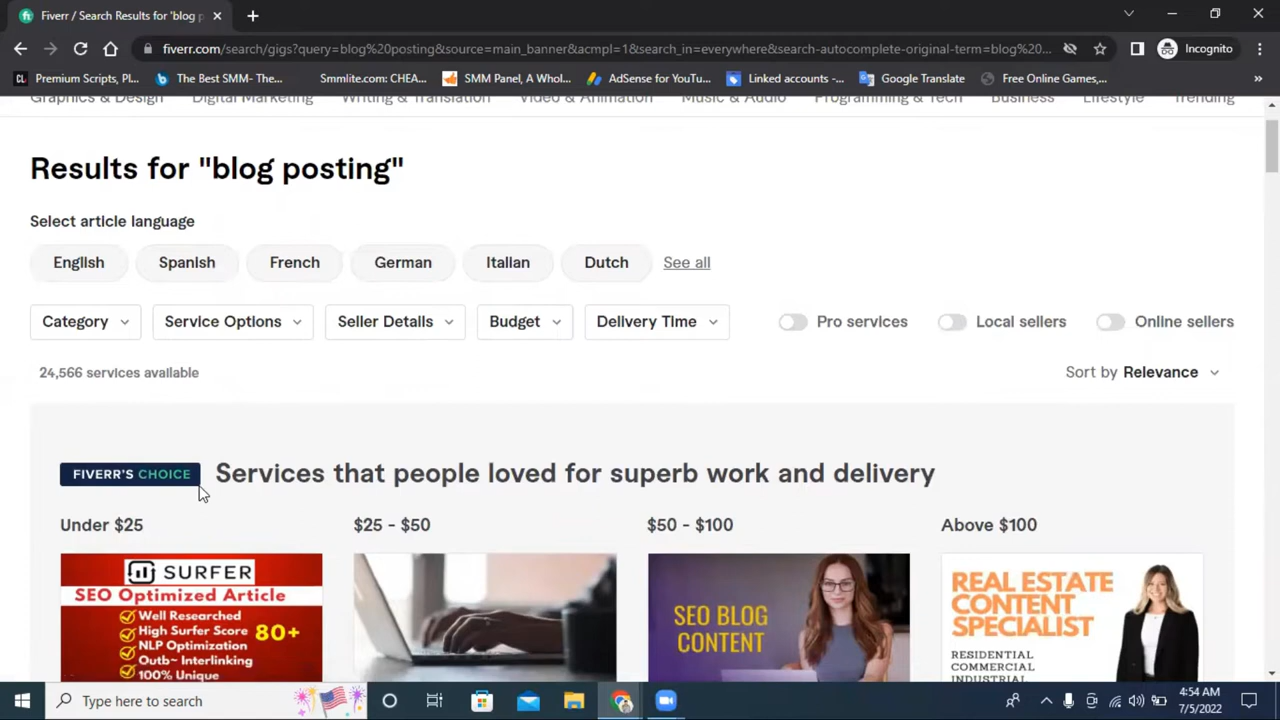 Fiverr / Search Results for 'blog p
fiverr.com/search/gigs?query=blog%20posting&source=main_banner&acmpl=1&search_in=everywhere&search-autocomplete-original-term=blog%20...
Incognito
Premium Scripts, Pl...
The Best SMM- The...
Smmlite.com: CHEA...
SMM Panel, A Whol...
AdSense for YouTu...
Linked accounts -...
Google Translate
Free Online Games,...
»
Graphics & Design
Digital Marketing
Writing & Translation
Video & Animation
Music & Audio
Programming & Tech
Business
Lifestyle
Trending
Results for "blog posting"
Select article language
English
Spanish
French
German
Italian
Dutch
See all
Category
Service Options
Seller Details
Budget
Delivery Time
Pro services
Local sellers
Online sellers
24,566 services available
Sort by Relevance
FIVERR'S CHOICE
Services that people loved for superb work and delivery
Under $25
$25 - $50
$50 - $100
Above $100
SURFER
SEO Optimized Article
Well Researched
High Surfer Score
80+
NLP Optimization
Outb~ Interlinking
100% Unique
SEO BLOG
CONTENT
REAL ESTATE
CONTENT
SPECIALIST
RESIDENTIAL
COMMERCIAL
INDUSTRIAL
Type here to search
4:54 AM
7/5/2022